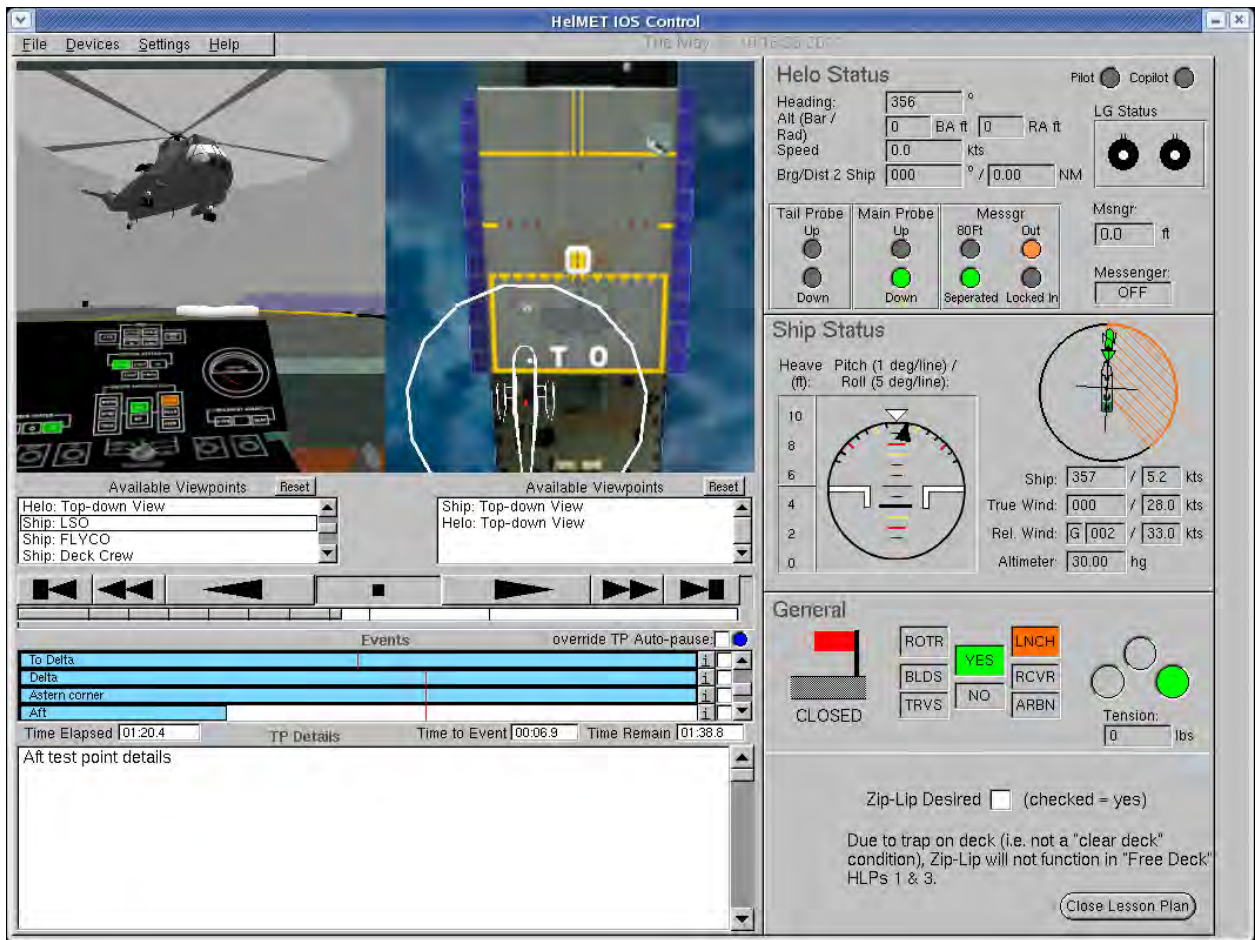 HelMET IOS Control
File Devices Settings Help
T O
Available Viewpoints Reset
Helo: Top-down View
Ship: LSO
Ship: FLYCO
Ship: Deck Crew
Available Viewpoints Reset
Ship: Top-down View
Helo: Top-down View
Events override TP Auto-pause:
To Delta i
Delta i
Astern corner i
Aft i
Time Elapsed 01:20.4 TP Details Time to Event 00:06.9 Time Remain 01:38.8
Aft test point details
Helo Status Pilot Copilot
Heading: 356 °
Alt (Bar / Rad) 0 BA ft 0 RA ft
Speed 0.0 kts
Brg/Dist 2 Ship 000 ° / 0.00 NM
LG Status
Tail Probe
Up
Down
Main Probe
Up
Down
Messgr
80Ft Out
Seperated Locked In
Msngr:
0.0 ft
Messenger:
OFF
Ship Status
Heave (ft):
Pitch (1 deg/line) /
Roll (5 deg/line):
10
8
6
4
2
0
Ship: 357 / 5.2 kts
True Wind: 000 / 28.0 kts
Rel. Wind: G 002 / 33.0 kts
Altimeter: 30.00 hg
General
CLOSED
ROTR
BLDS
TRVS
YES
NO
LNCH
RCVR
ARBN
Tension:
0 lbs
Zip-Lip Desired (checked = yes)
Due to trap on deck (i.e. not a "clear deck"
condition), Zip-Lip will not function in "Free Deck"
HLPs 1 & 3.
Close Lesson Plan